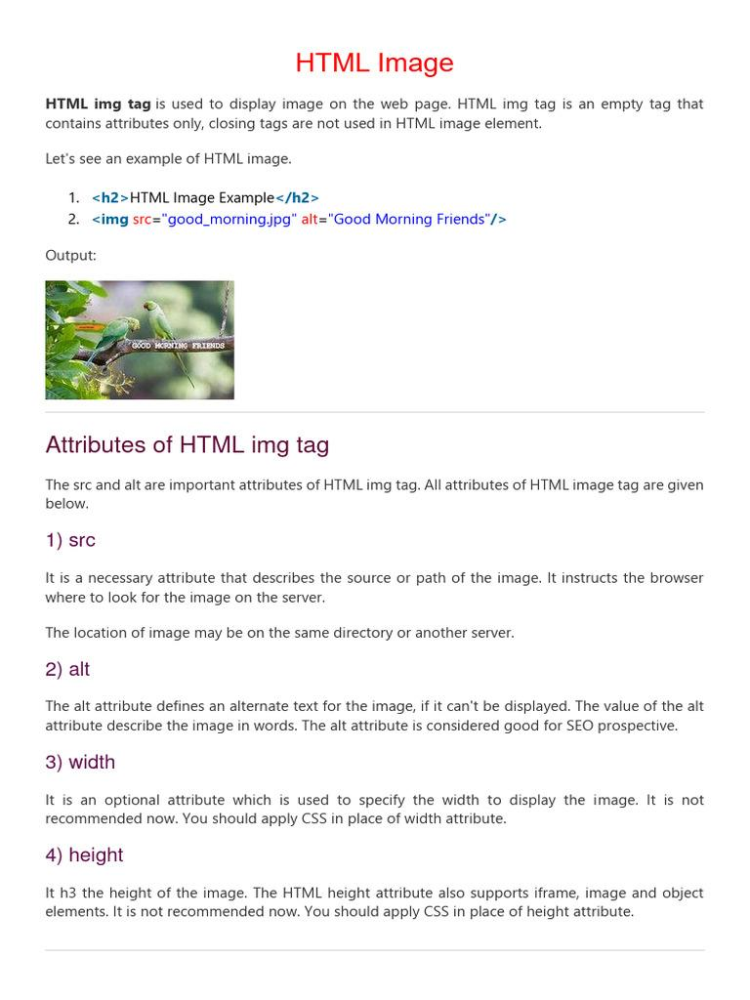 HTML Image
HTML img tag is used to display image on the web page. HTML img tag is an empty tag that
contains attributes only, closing tags are not used in HTML image element.
Let's see an example of HTML image.
1. <h2>HTML Image Example</h2>
2. <img src="good_morning.jpg" alt="Good Morning Friends"/>
Output:
GOOD MORNING FRIENDS
Attributes of HTML img tag
The src and alt are important attributes of HTML img tag. All attributes of HTML image tag are given
below.
1) src
It is a necessary attribute that describes the source or path of the image. It instructs the browser
where to look for the image on the server.
The location of image may be on the same directory or another server.
2) alt
The alt attribute defines an alternate text for the image, if it can't be displayed. The value of the alt
attribute describe the image in words. The alt attribute is considered good for SEO prospective.
3) width
It is an optional attribute which is used to specify the width to display the image. It is not
recommended now. You should apply CSS in place of width attribute.
4) height
It h3 the height of the image. The HTML height attribute also supports iframe, image and object
elements. It is not recommended now. You should apply CSS in place of height attribute.